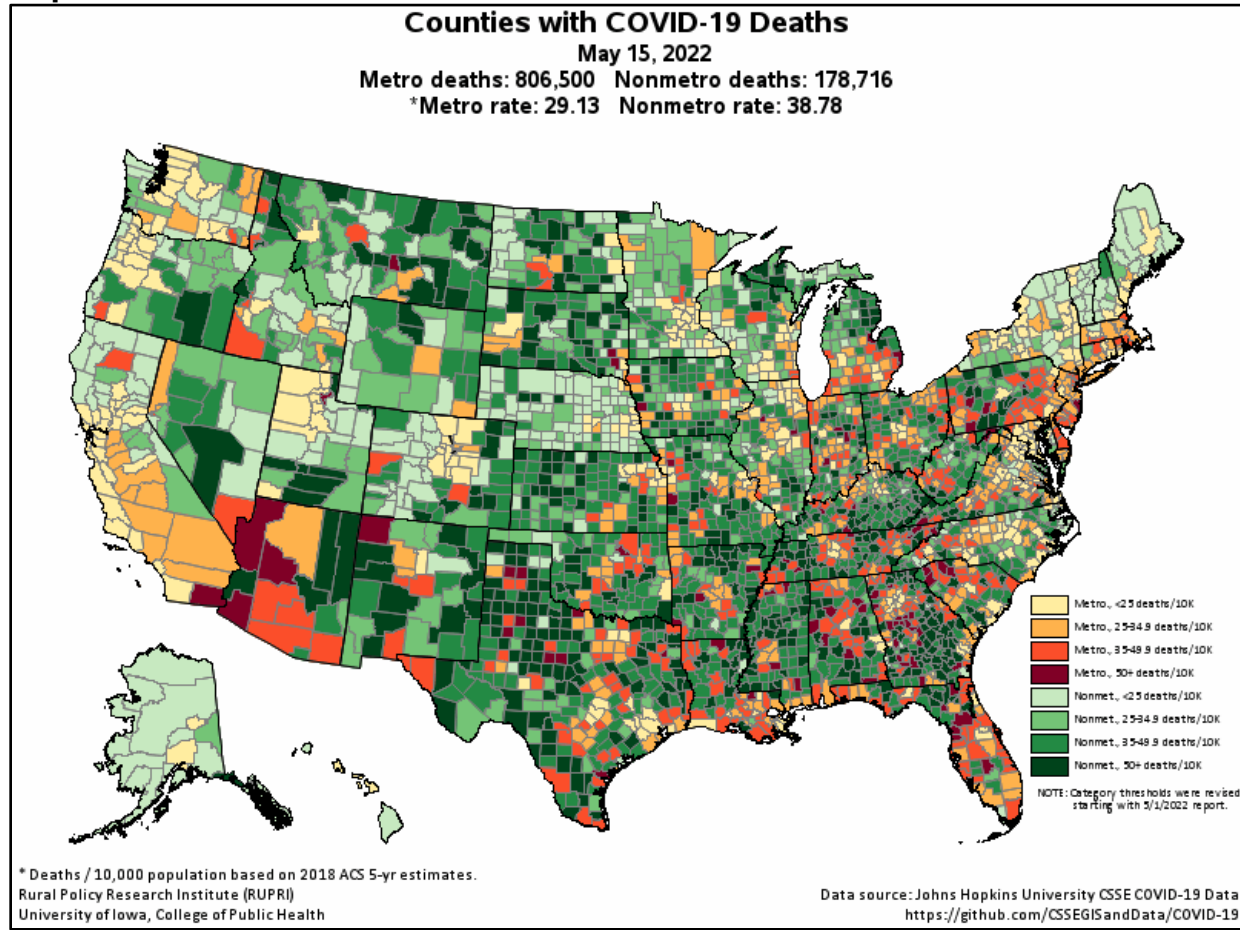 Counties with COVID-19 Deaths
May 15, 2022
Metro deaths: 806,500 Nonmetro deaths: 178,716
*Metro rate: 29.13 Nonmetro rate: 38.78
Metro., <25 deaths/10K
Metro., 25-34.9 deaths/10K
Metro., 35-49.9 deaths/10K
Metro., 50+ deaths/10K
Nonmet., <25 deaths/10K
Nonmet., 25-34.9 deaths/10K
Nonmet., 35-49.9 deaths/10K
Nonmet., 50+ deaths/10K
NOTE: Category thresholds were revised
starting with 5/1/2022 report.
* Deaths / 10,000 population based on 2018 ACS 5-yr estimates.
Rural Policy Research Institute (RUPRI)
University of Iowa, College of Public Health
Data source: Johns Hopkins University CSSE COVID-19 Data
https://github.com/CSSEGISandData/COVID-19